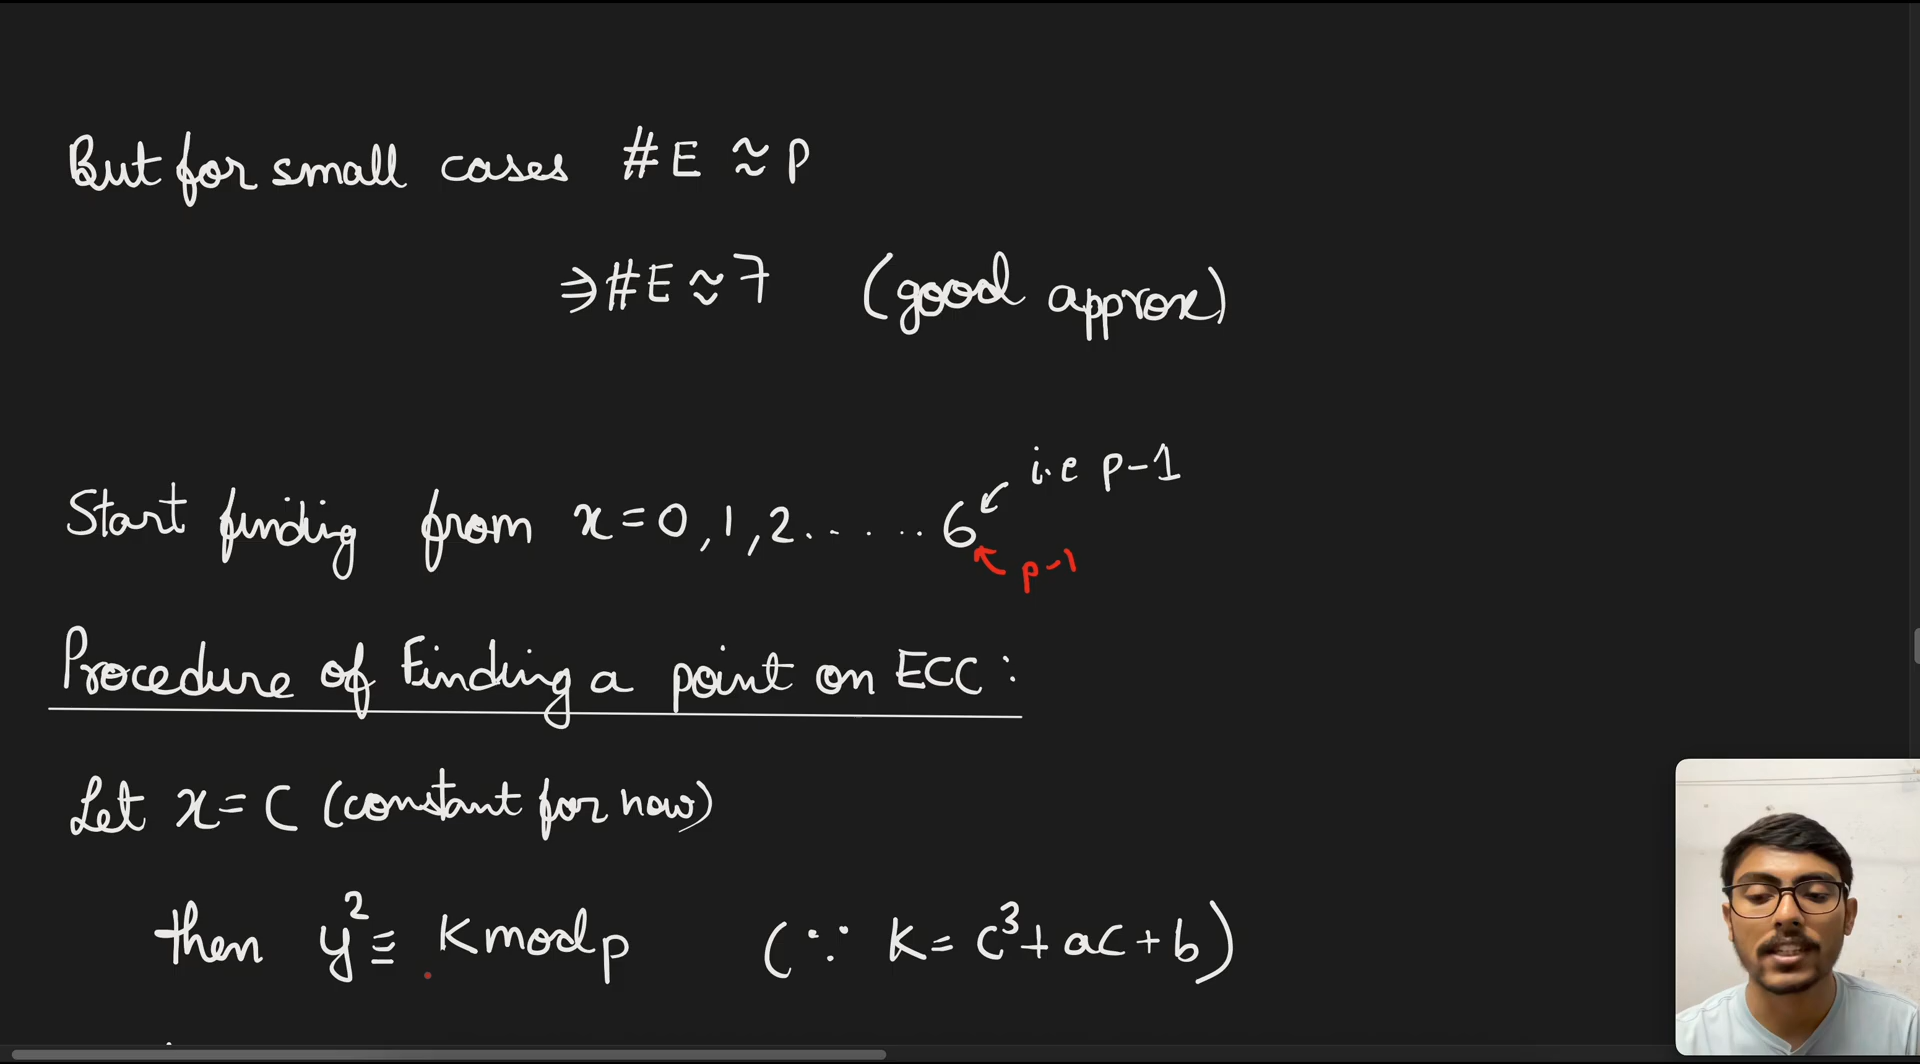 But for small cases #E ≈ p
⇒ #E ≈ 7 (good approx)
i.e p-1
Start finding from x = 0, 1, 2. . . . . . 6
p-1
Procedure of Finding a point on ECC :
Let x = C (constant for now)
then y² ≡ K mod p (∵ K = C³ + aC + b)